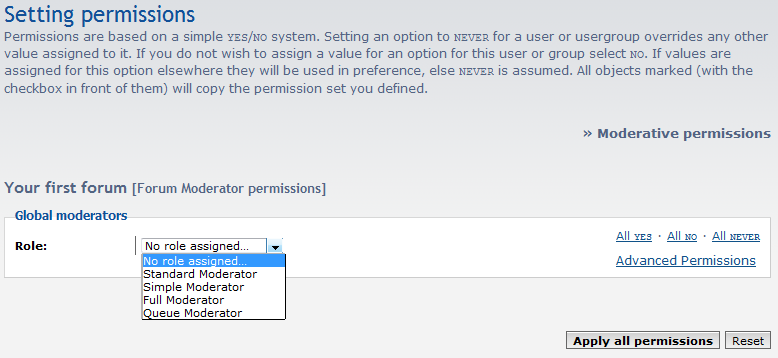 Setting permissions
Permissions are based on a simple YES/NO system. Setting an option to NEVER for a user or usergroup overrides any other
value assigned to it. If you do not wish to assign a value for an option for this user or group select NO. If values are
assigned for this option elsewhere they will be used in preference, else NEVER is assumed. All objects marked (with the
checkbox in front of them) will copy the permission set you defined.
» Moderative permissions
Your first forum [Forum Moderator permissions]
Global moderators
All YES · All NO · All NEVER
Role: No role assigned...
Advanced Permissions
No role assigned...
Standard Moderator
Simple Moderator
Full Moderator
Queue Moderator
Apply all permissions Reset